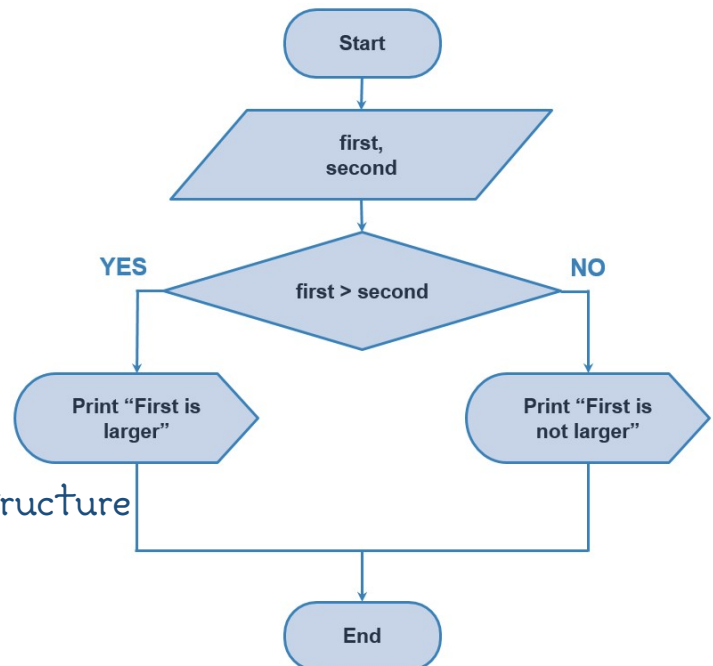 Start
first,
second
YES
NO
first > second
Print “First is
larger”
Print “First is
not larger”
ructure
End